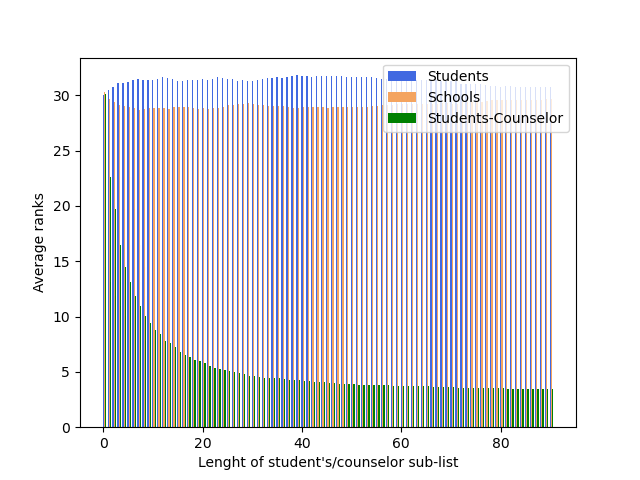 Students
Schools
Students-Counselor
30
25
20
15
10
5
0
Average ranks
0 20 40 60 80
Lenght of student's/counselor sub-list